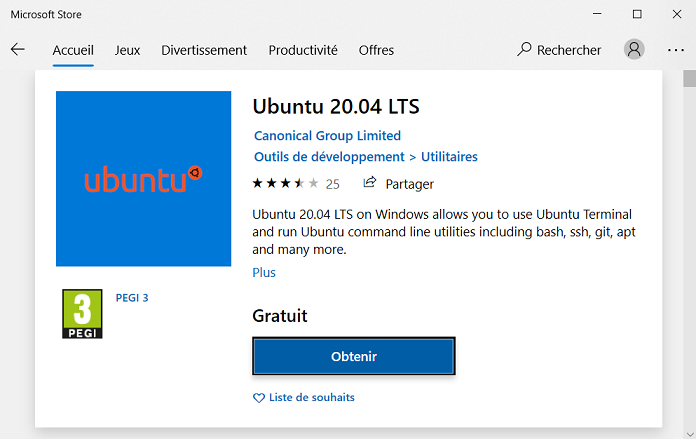 Microsoft Store
Accueil Jeux Divertissement Productivité Offres Rechercher
Ubuntu 20.04 LTS
Canonical Group Limited
Outils de développement > Utilitaires
25 Partager
Ubuntu 20.04 LTS on Windows allows you to use Ubuntu Terminal
and run Ubuntu command line utilities including bash, ssh, git, apt
and many more.
Plus
ubuntu
3
PEGI
PEGI 3
Gratuit
Obtenir
Liste de souhaits